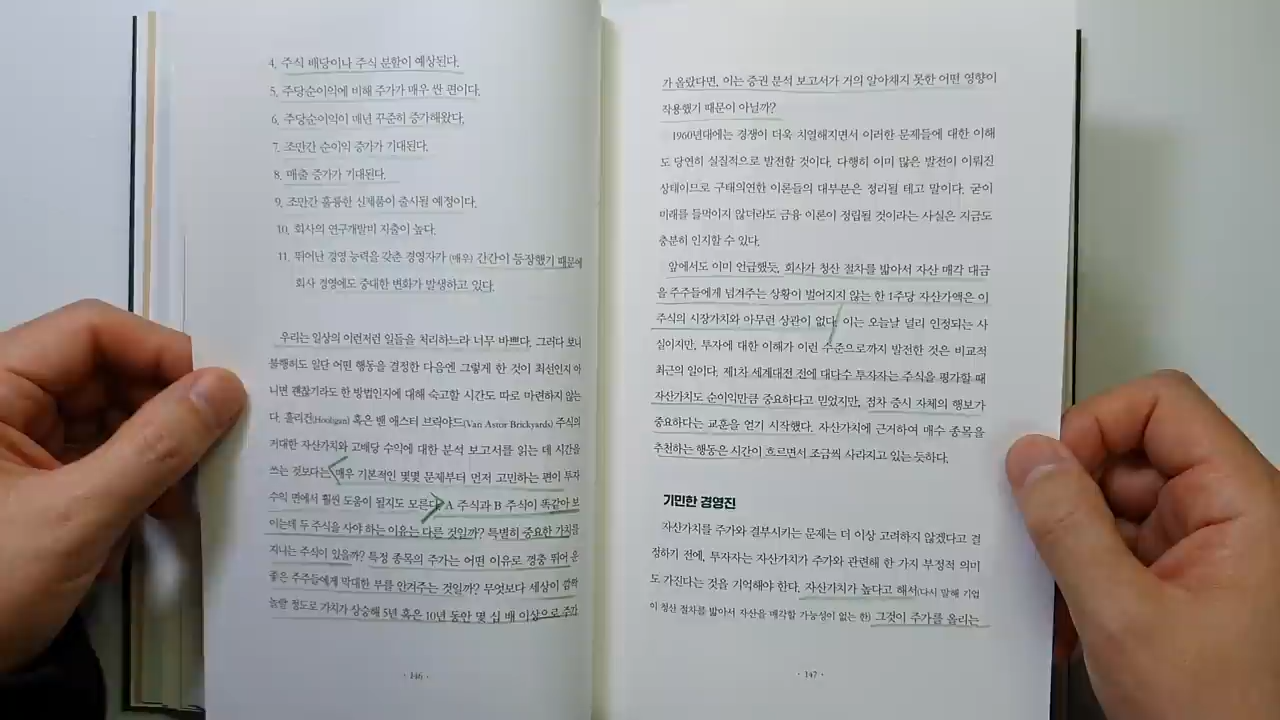 4. 주식 배당이나 주식 분할이 예상된다.
5. 주당순이익에 비해 주가가 매우 싼 편이다.
6. 주당순이익이 매년 꾸준히 증가해왔다.
7. 조만간 순이익 증가가 기대된다.
8. 매출 증가가 기대된다.
9. 조만간 훌륭한 신제품이 출시될 예정이다.
10. 회사의 연구개발비 지출이 높다.
11. 뛰어난 경영 능력을 갖춘 경영자가 (매우) 간간이 등장했기 때문에
회사 경영에도 중대한 변화가 발생하고 있다.
우리는 일상의 이런저런 일들을 처리하느라 너무 바쁘다. 그러다 보니
불행히도 일단 어떤 행동을 결정한 다음엔 그렇게 한 것이 최선인지 아
니면 괜찮기라도 한 방법인지에 대해 숙고할 시간도 따로 마련하지 않는
다. 훌리건(Hooligan) 혹은 밴 애스터 브릭야드(Van Astor Brickyards) 주식의
거대한 자산가치와 고배당 수익에 대한 분석 보고서를 읽는 데 시간을
쓰는 것보다는 매우 기본적인 몇몇 문제부터 먼저 고민하는 편이 투자
수익 면에서 훨씬 도움이 될지도 모른다. A 주식과 B 주식이 똑같아 보
이는데 두 주식을 사야 하는 이유는 다른 것일까? 특별히 중요한 가치를
지니는 주식이 있을까? 특정 종목의 주가는 어떤 이유로 경충 뛰어 운
좋은 주주들에게 막대한 부를 안겨주는 것일까? 무엇보다 세상이 깜짝
놀랄 정도로 가치가 상승해 5년 혹은 10년 동안 몇 십 배 이상으로 주가
· 146 ·
가 올랐다면, 이는 증권 분석 보고서가 거의 알아채지 못한 어떤 영향이
작용했기 때문이 아닐까?
1960년대에는 경쟁이 더욱 치열해지면서 이러한 문제들에 대한 이해
도 당연히 실질적으로 발전할 것이다. 다행히 이미 많은 발전이 이뤄진
상태이므로 구태의연한 이론들의 대부분은 정리될 테고 말이다. 굳이
미래를 들먹이지 않더라도 금융 이론이 정립될 것이라는 사실은 지금도
충분히 인지할 수 있다.
앞에서도 이미 언급했듯, 회사가 청산 절차를 밟아서 자산 매각 대금
을 주주들에게 넘겨주는 상황이 벌어지지 않는 한 1주당 자산가액은 이
주식의 시장가치와 아무런 상관이 없다. 이는 오늘날 널리 인정되는 사
실이지만, 투자에 대한 이해가 이런 수준으로까지 발전한 것은 비교적
최근의 일이다. 제1차 세계대전 전에 대다수 투자자는 주식을 평가할 때
자산가치도 순이익만큼 중요하다고 믿었지만, 점차 증시 자체의 행보가
중요하다는 교훈을 얻기 시작했다. 자산가치에 근거하여 매수 종목을
추천하는 행동은 시간이 흐르면서 조금씩 사라지고 있는 듯하다.
기민한 경영진
자산가치를 주가와 결부시키는 문제는 더 이상 고려하지 않겠다고 결
정하기 전에, 투자자는 자산가치가 주가와 관련해 한 가지 부정적 의미
도 가진다는 것을 기억해야 한다. 자산가치가 높다고 해서(다시 말해 기업
이 청산 절차를 밟아서 자산을 매각할 가능성이 없는 한) 그것이 주가를 올리는
· 147 ·